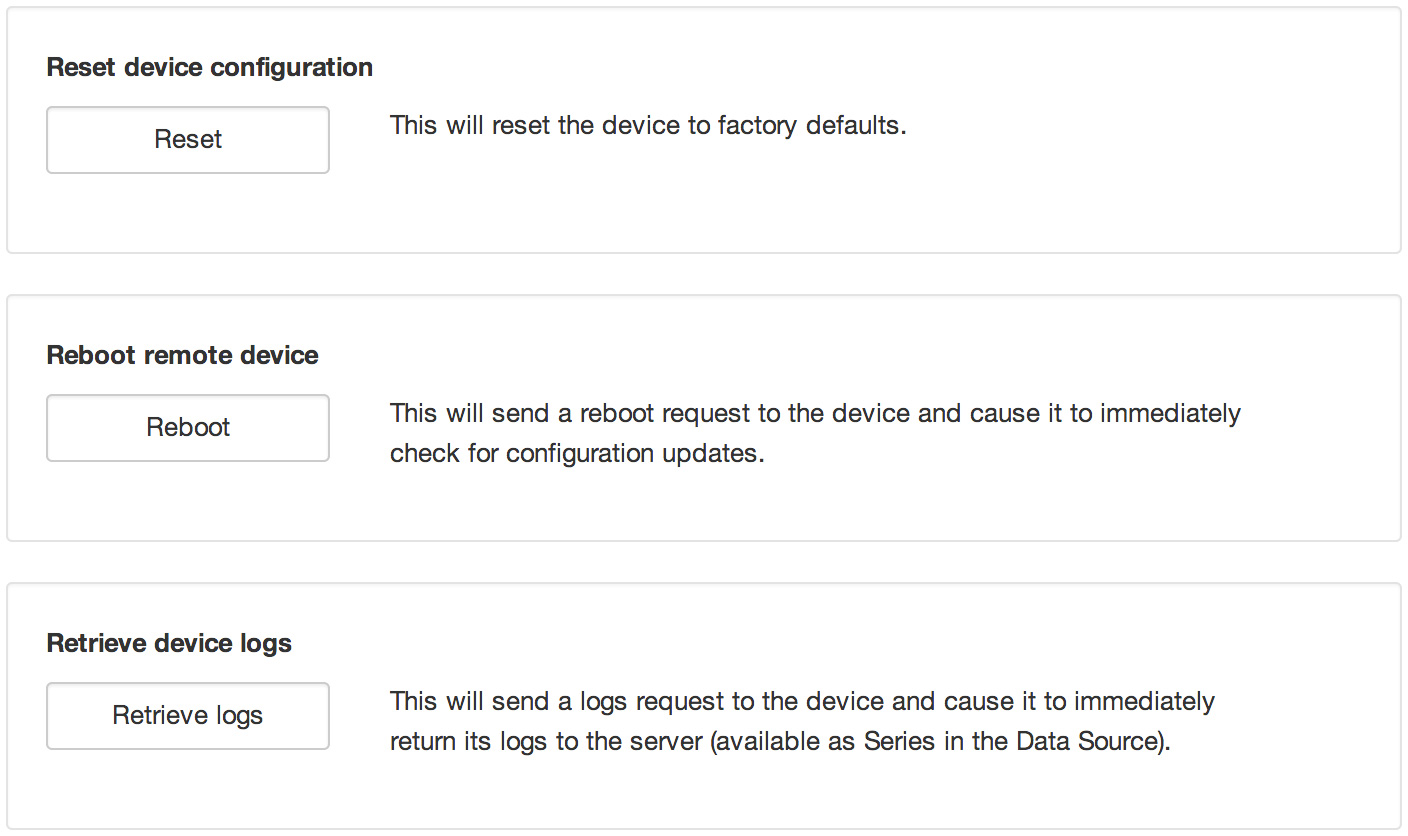 Reset device configuration
Reset
This will reset the device to factory defaults.
Reboot remote device
Reboot
This will send a reboot request to the device and cause it to immediately
check for configuration updates.
Retrieve device logs
Retrieve logs
This will send a logs request to the device and cause it to immediately
return its logs to the server (available as Series in the Data Source).